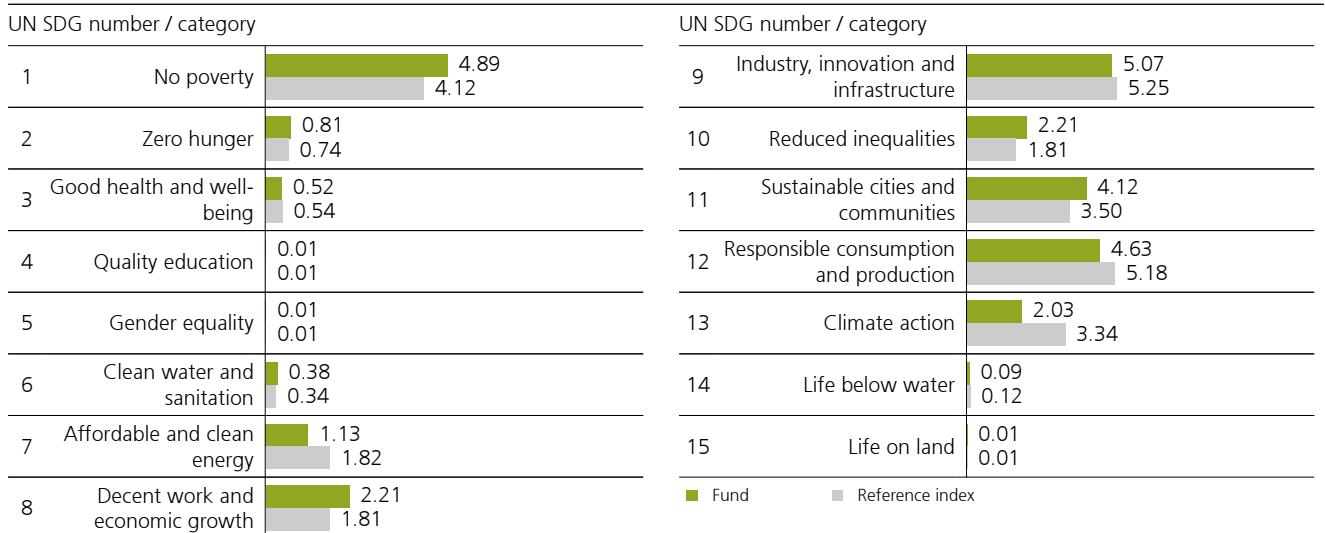 UN SDG number / category
1 No poverty 4.89
4.12
2 Zero hunger 0.81
0.74
3 Good health and well-
being 0.52
0.54
4 Quality education 0.01
0.01
5 Gender equality 0.01
0.01
6 Clean water and
sanitation 0.38
0.34
7 Affordable and clean
energy 1.13
1.82
8 Decent work and
economic growth 2.21
1.81
UN SDG number / category
9 Industry, innovation and
infrastructure 5.07
5.25
10 Reduced inequalities 2.21
1.81
11 Sustainable cities and
communities 4.12
3.50
12 Responsible consumption
and production 4.63
5.18
13 Climate action 2.03
3.34
14 Life below water 0.09
0.12
15 Life on land 0.01
0.01
Fund Reference index